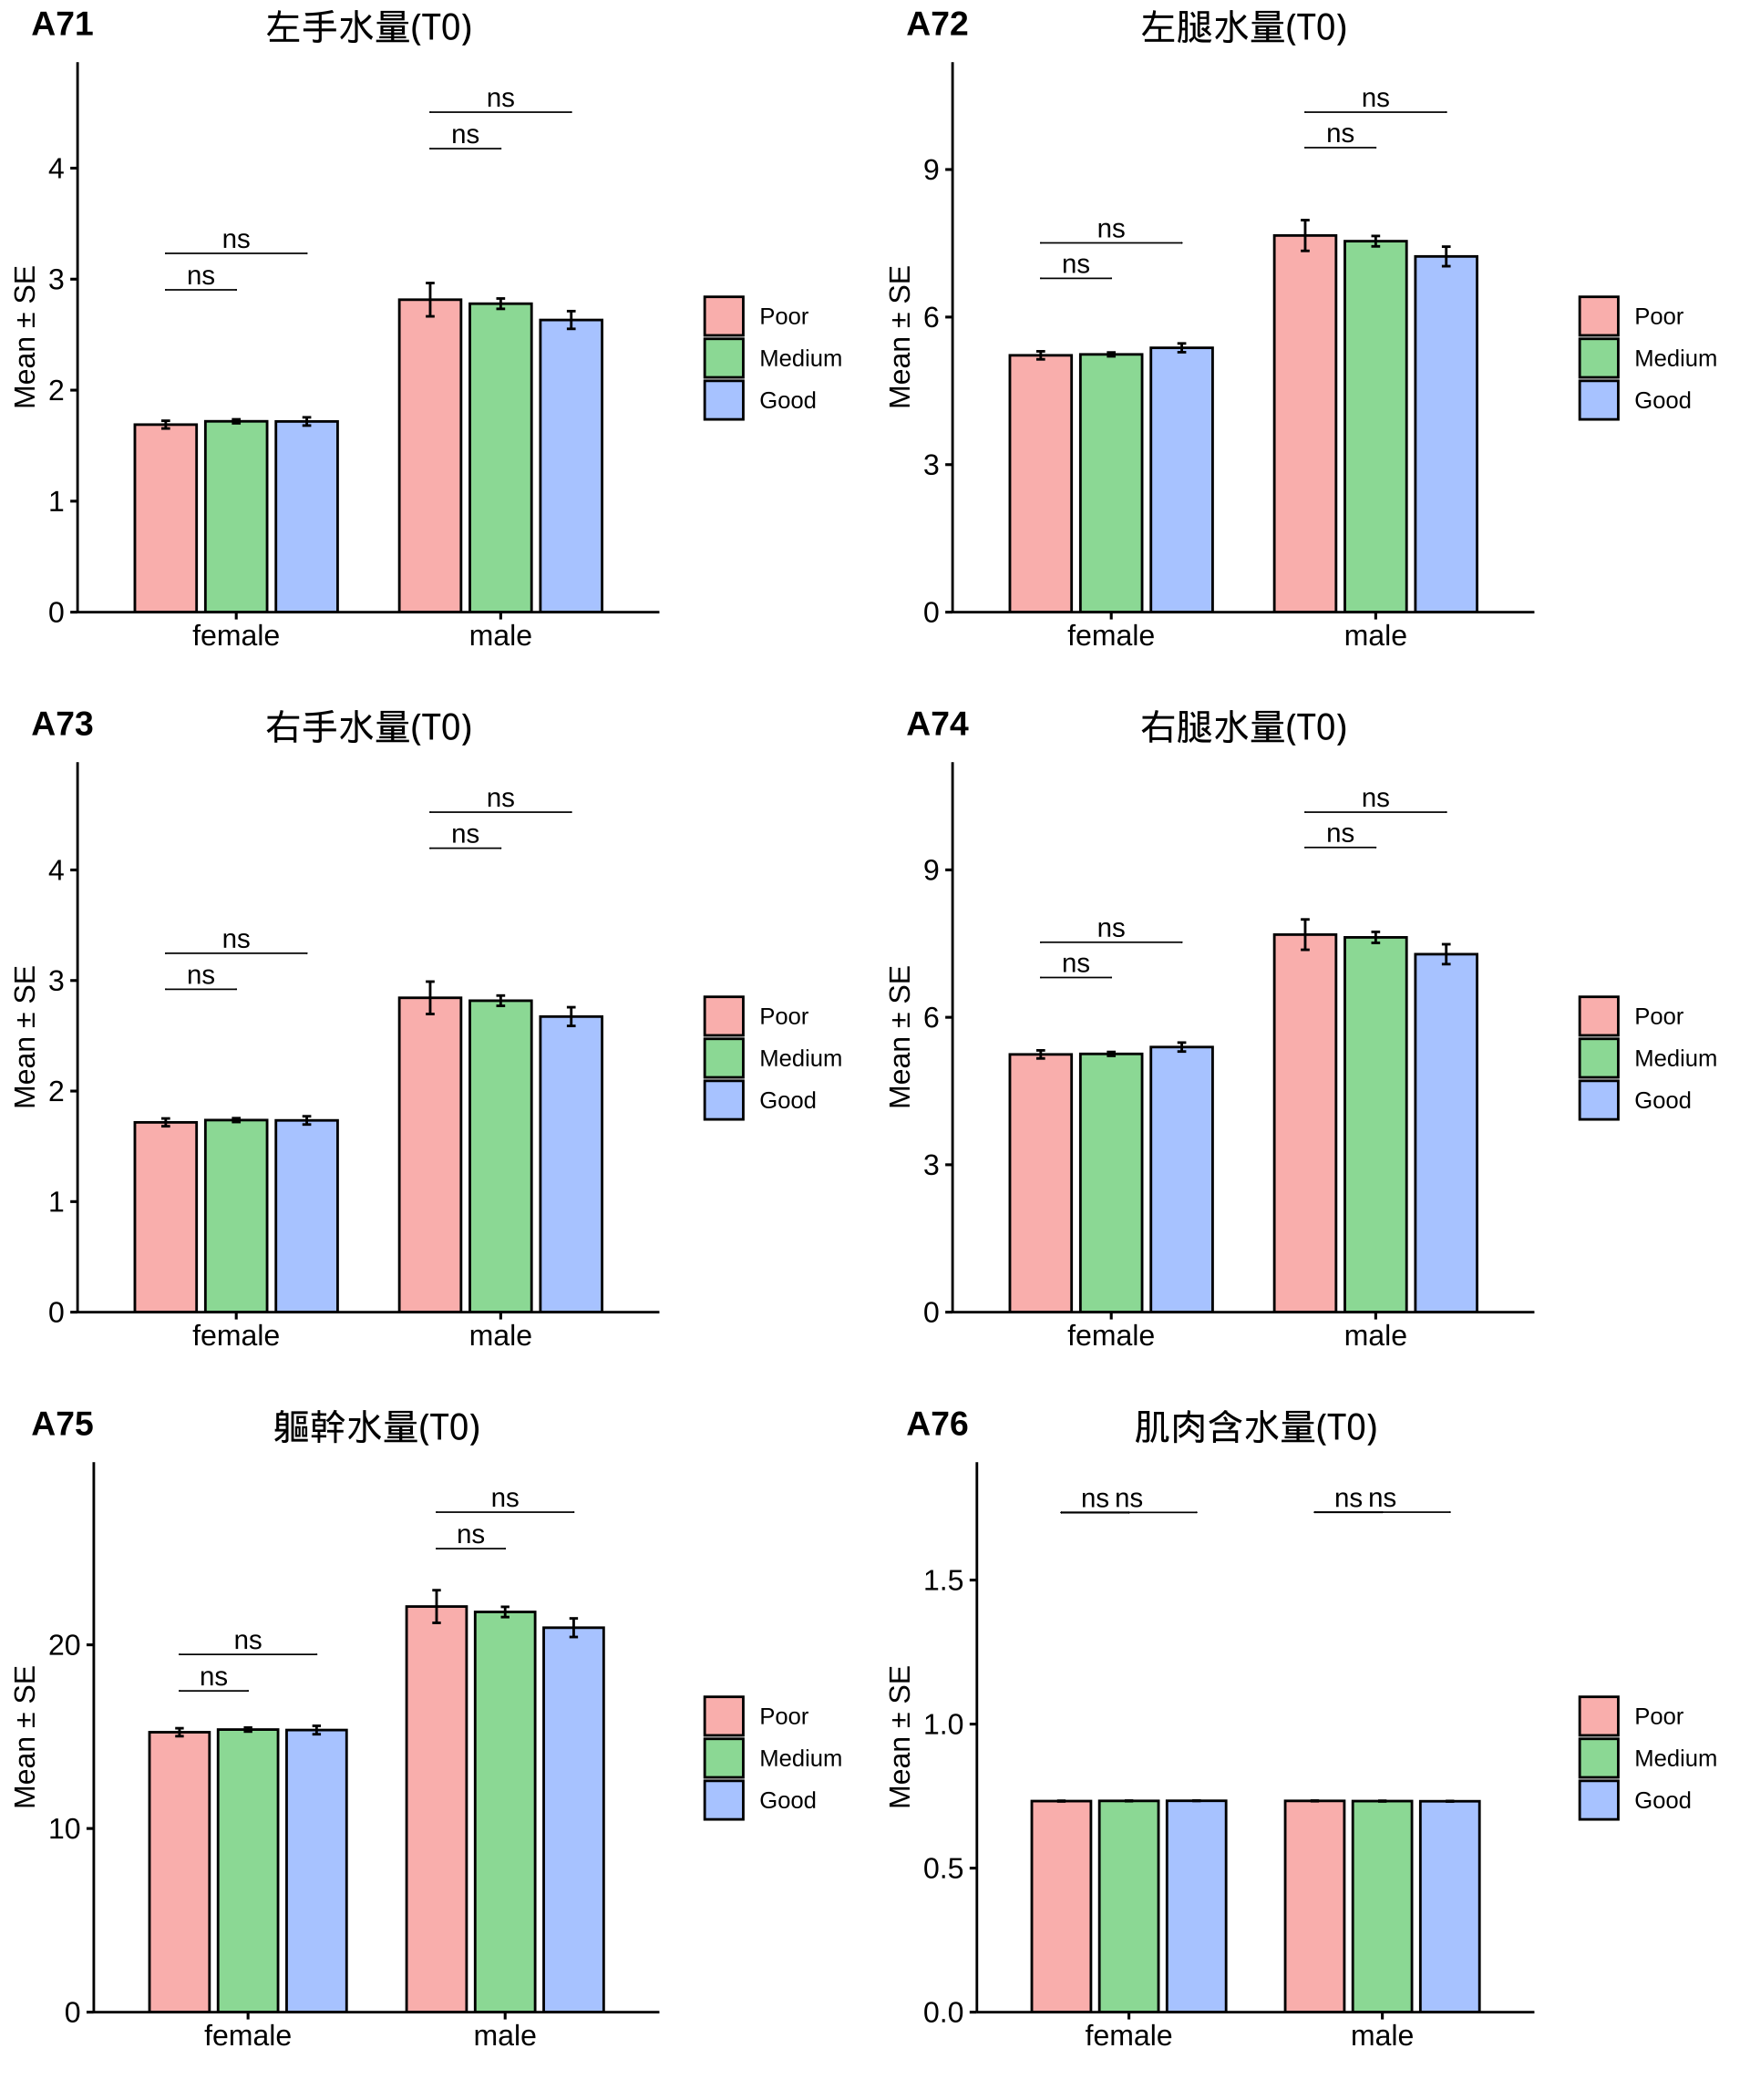 A71 左手水量(T0)
ns
ns
ns
ns
4
3
2
1
0
Mean ± SE
female male
Poor
Medium
Good
A72 左腿水量(T0)
ns
ns
ns
ns
9
6
3
0
Mean ± SE
female male
Poor
Medium
Good
A73 右手水量(T0)
ns
ns
ns
ns
4
3
2
1
0
Mean ± SE
female male
Poor
Medium
Good
A74 右腿水量(T0)
ns
ns
ns
ns
9
6
3
0
Mean ± SE
female male
Poor
Medium
Good
A75 軀幹水量(T0)
ns
ns
ns
ns
20
10
0
Mean ± SE
female male
Poor
Medium
Good
A76 肌肉含水量(T0)
ns ns ns ns
1.5
1.0
0.5
0.0
Mean ± SE
female male
Poor
Medium
Good